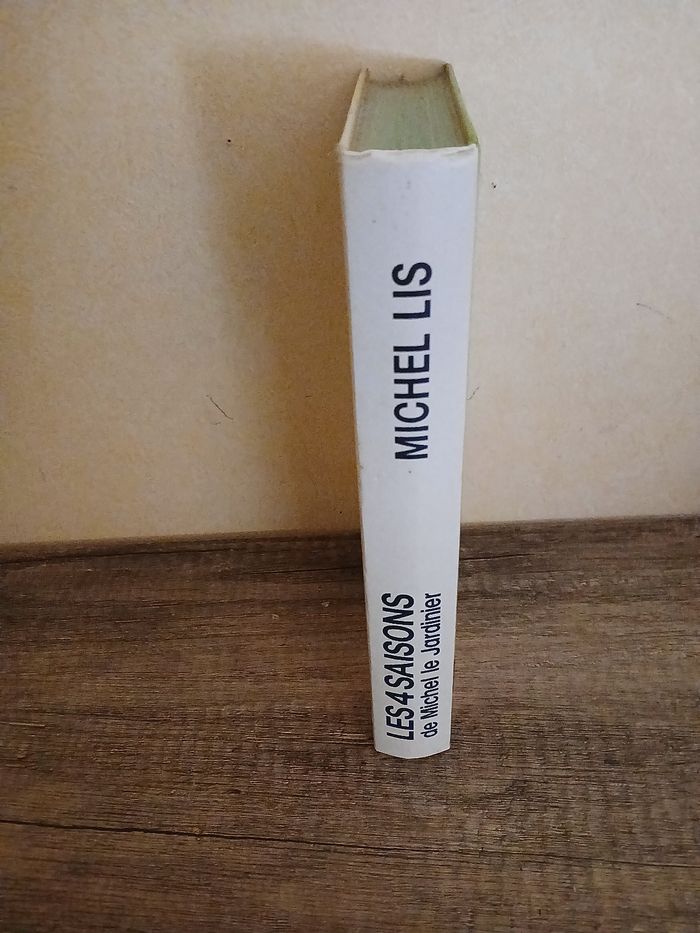 MICHEL LIS
LES 4 SAISONS
de Michel le Jardinier